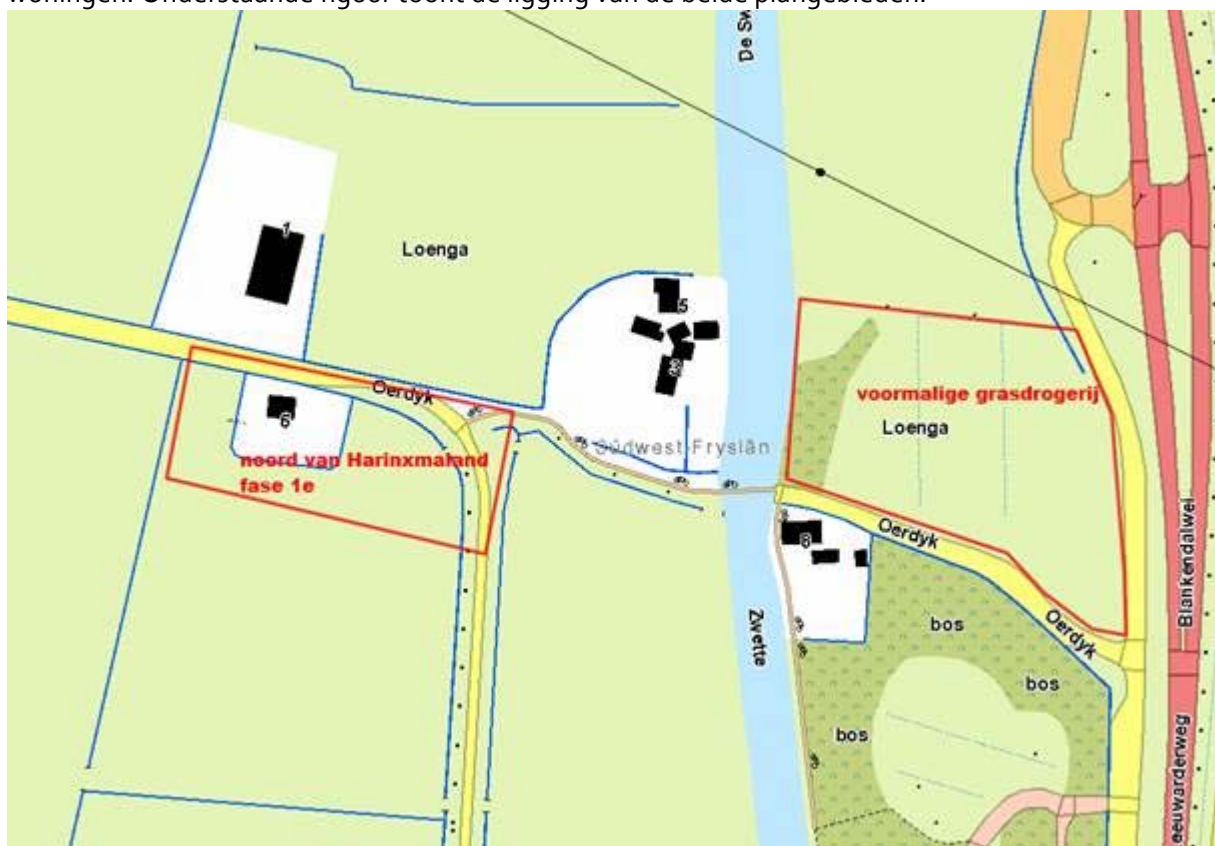 woningen. Onderstaande figuur toont de ligging van de beide plangebieden.
De Sw
1
Loenga
5
3
Oerdyk
6
noord van Harinxmaland
fase 1e
Súdwest-Fryslân
voormalige grasdrogerij
Loenga
8
Oerdyk
Oerdyk
Zwette
bos
bos
bos
Blankendalwei
eeuwarderweg